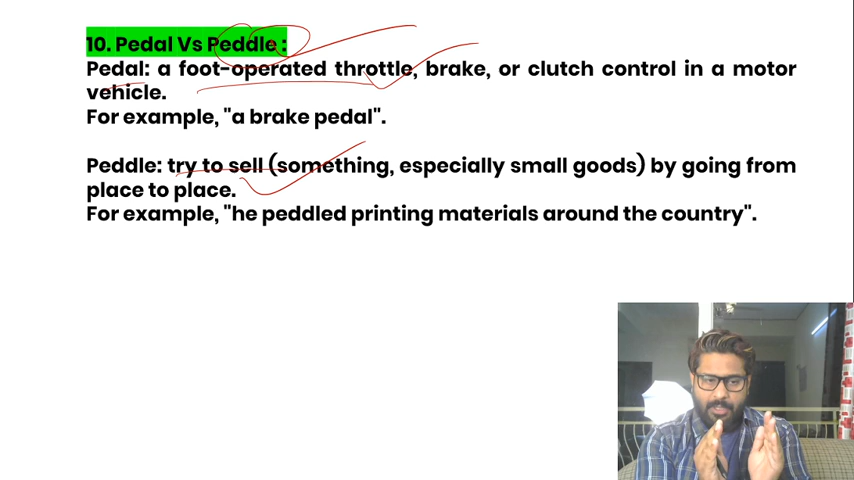 10. Pedal Vs Peddle :
Pedal: a foot-operated throttle, brake, or clutch control in a motor
vehicle.
For example, "a brake pedal".
Peddle: try to sell (something, especially small goods) by going from
place to place.
For example, "he peddled printing materials around the country".